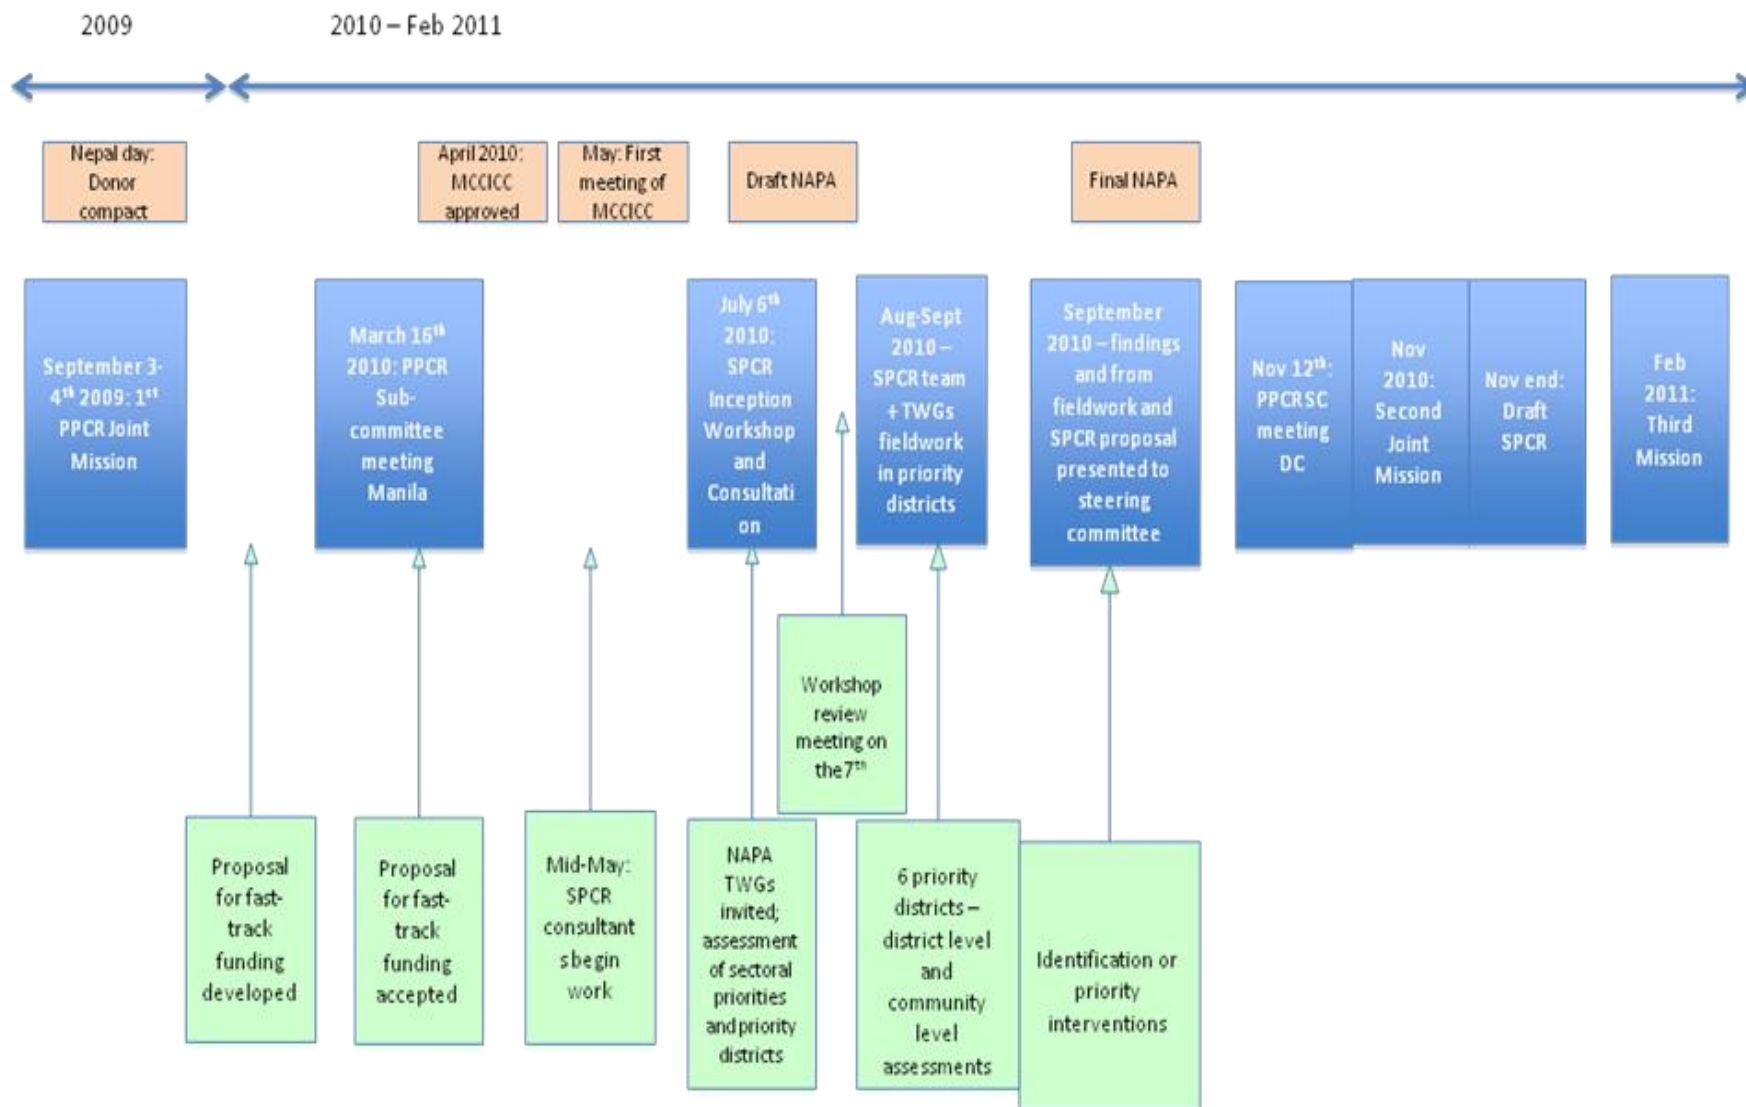 2009
2010 – Feb 2011
Nepal day:
Donor
compact
April 2010:
MCCICC
approved
May: First
meeting of
MCCICC
Draft NAPA
Final NAPA
September 3-
4th 2009: 1st
PPCR Joint
Mission
March 16th
2010: PPCR
Sub-
committee
meeting
Manila
July 6th
2010:
SPCR
Inception
Workshop
and
Consultati
on
Aug-Sept
2010 –
SPCR team
+ TWGs
fieldwork
in priority
districts
September
2010 – findings
and from
fieldwork and
SPCR proposal
presented to
steering
committee
Nov 12th:
PPCR SC
meeting
DC
Nov
2010:
Second
Joint
Mission
Nov end:
Draft
SPCR
Feb
2011:
Third
Mission
Workshop
review
meeting on
the 7th
Proposal
for fast-
track
funding
developed
Proposal
for fast-
track
funding
accepted
Mid-May:
SPCR
consultant
s begin
work
NAPA
TWGs
invited;
assessment
of sectoral
priorities
and priority
districts
6 priority
districts –
district level
and
community
level
assessments
Identification or
priority
interventions